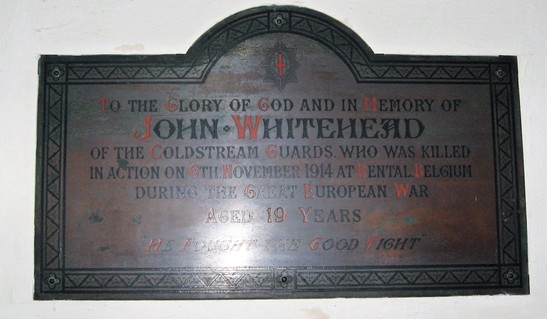 TO THE GLORY OF GOD AND IN MEMORY OF
JOHN · WHITEHEAD
OF THE COLDSTREAM GUARDS, WHO WAS KILLED
IN ACTION ON 6TH NOVEMBER 1914 AT BENTAL BELGIUM
DURING THE GREAT EUROPEAN WAR
AGED 19 YEARS
"HE FOUGHT THE GOOD FIGHT"